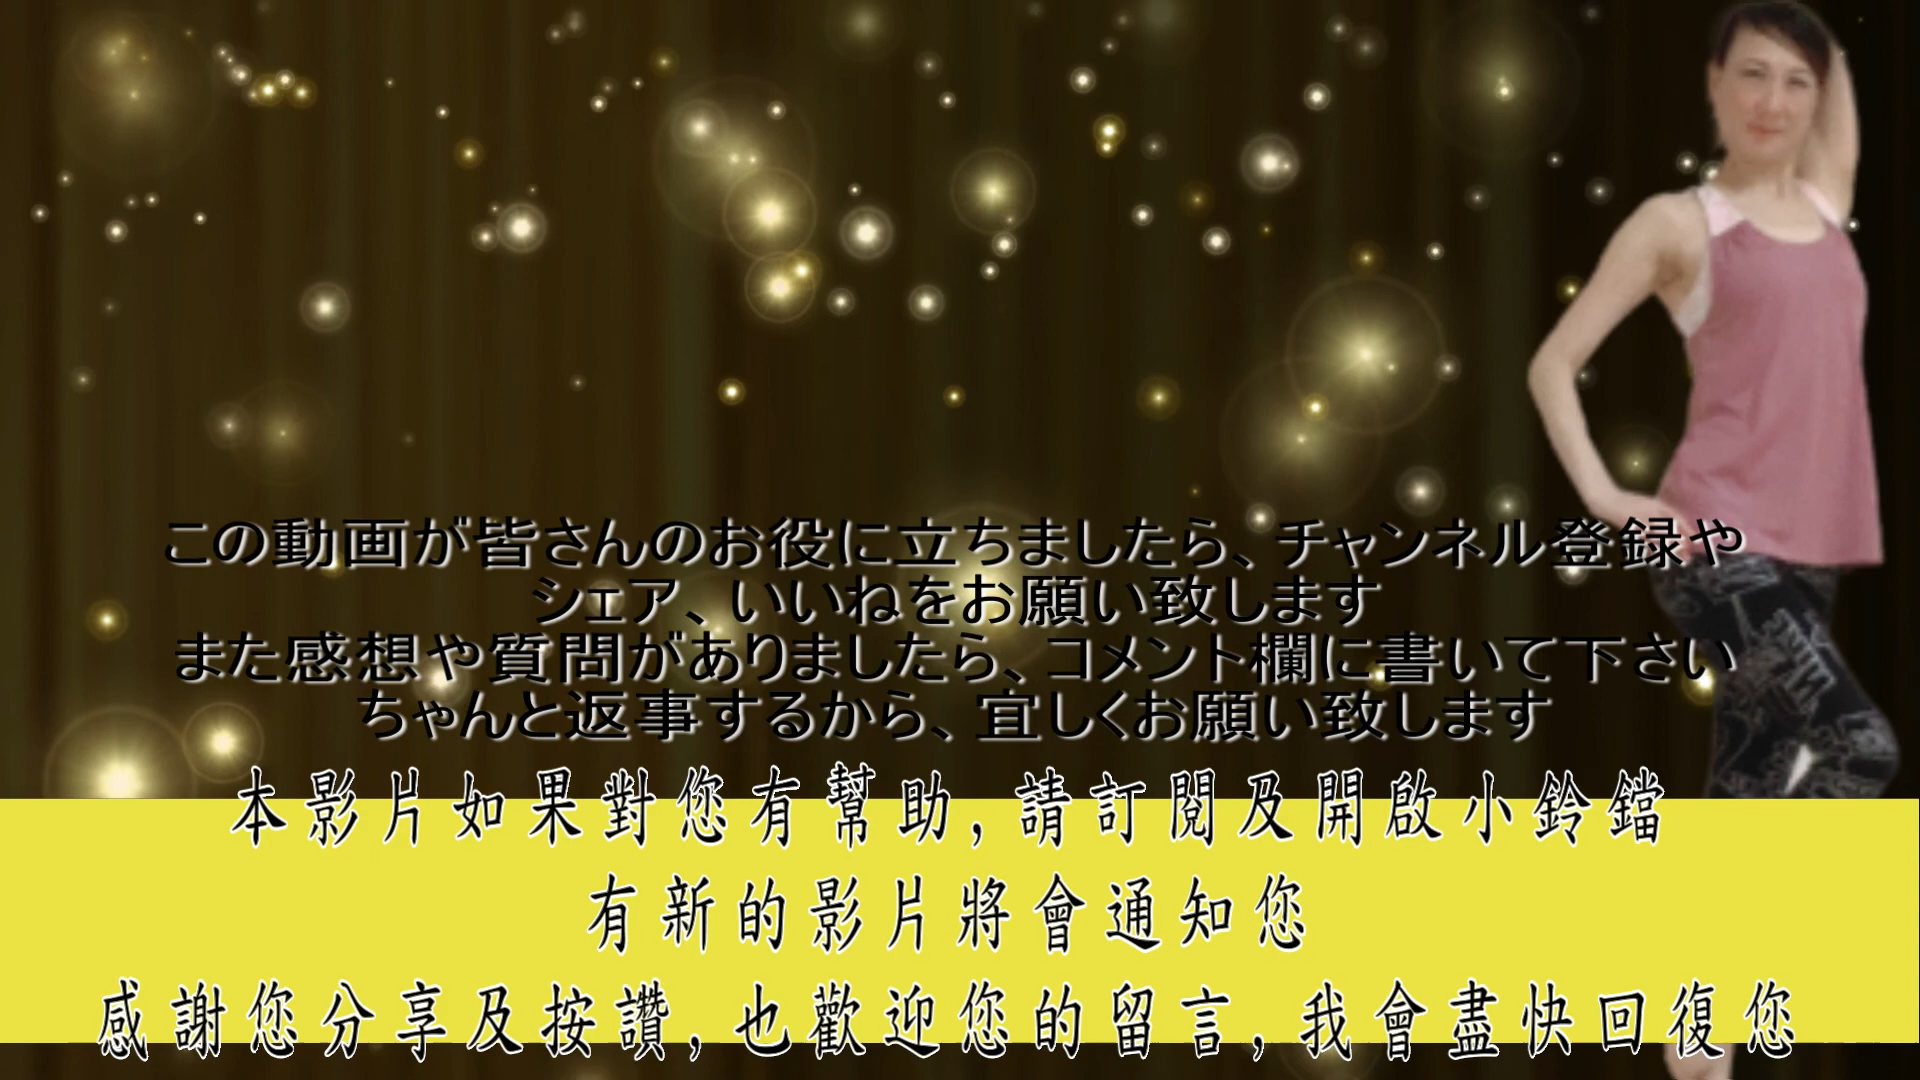 この動画が皆さんのお役に立ちましたら、チャンネル登録や
シェア、いいねをお願い致します
また感想や質問がありましたら、コメント欄に書いて下さい
ちゃんと返事するから、宜しくお願い致します
本影片如果對您有幫助,請訂閱及開啟小鈴鐺
有新的影片將會通知您
感謝您分享及按讚,也歡迎您的留言,我會盡快回復您